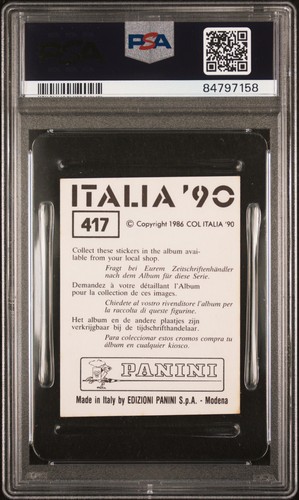 PSA
84797158
ITALIA '90
417
© Copyright 1986 COL ITALIA '90
Collect these stickers in the album avai-
lable from your local shop.
Fragt bei Eurem Zeitschriftenhändler
nach dem Album für diese Serie.
Demandez à votre détaillant l'Album
pour la collection de ces images.
Chiedete al vostro rivenditore l'album per
la raccolta di queste figurine.
Het album en de andere plaatjes zijn
verkrijgbaar bij de tijdschrifthandelaar.
Para coleccionar estos cromos compra tu
álbum en cualquier kiosco.
PANINI
Made in Italy by EDIZIONI PANINI S.p.A. - Modena